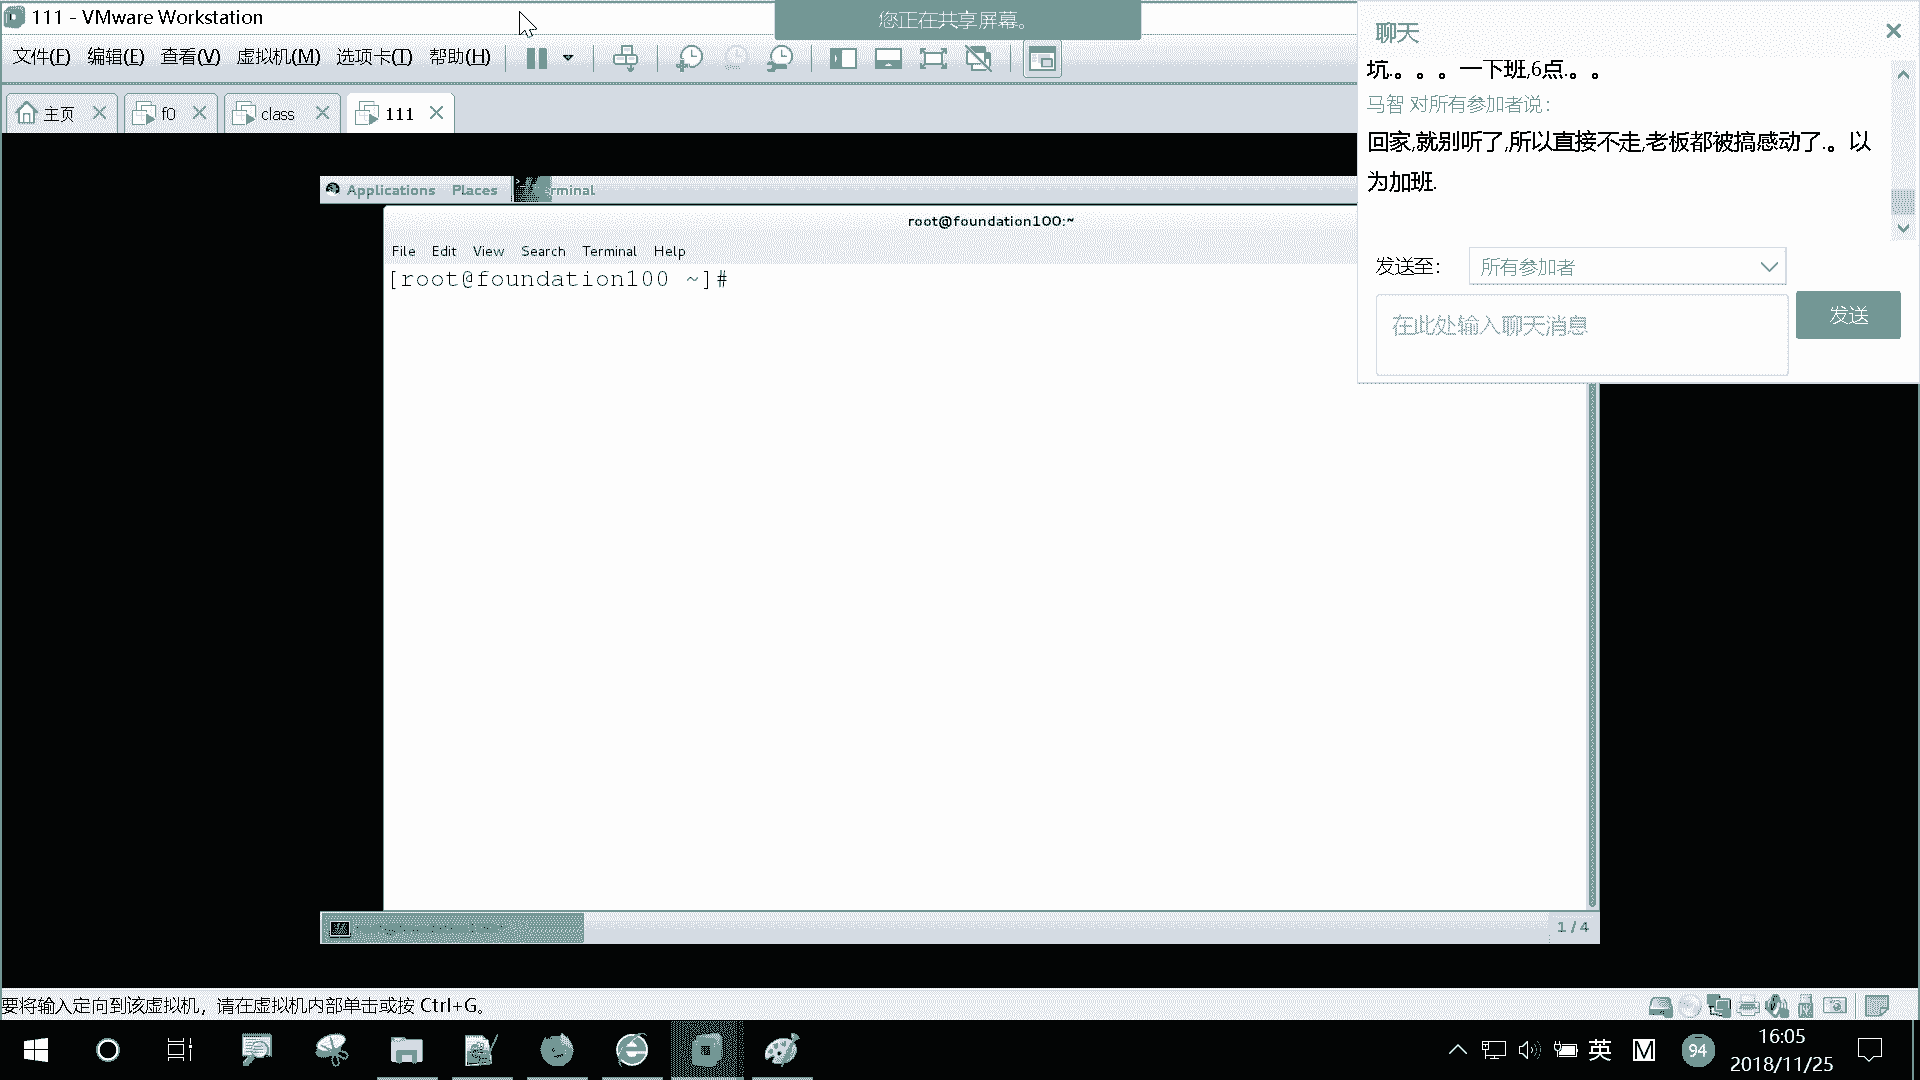 111 - VMware Workstation
您正在共享屏幕。
文件(F) 编辑(E) 查看(V) 虚拟机(M) 选项卡(T) 帮助(H)
主页 f0 class 111
聊天
坑.。。。一下班,6点.。。
马智 对所有参加者说:
回家,就别听了,所以直接不走,老板都被搞感动了.。以
为加班.
发送至: 所有参加者
在此处输入聊天消息
发送
Applications Places
root@foundation100:~
File Edit View Search Terminal Help
[root@foundation100 ~]#
1 / 4
要将输入定向到该虚拟机，请在虚拟机内部单击或按 Ctrl+G。
英 M 94 16:05
2018/11/25